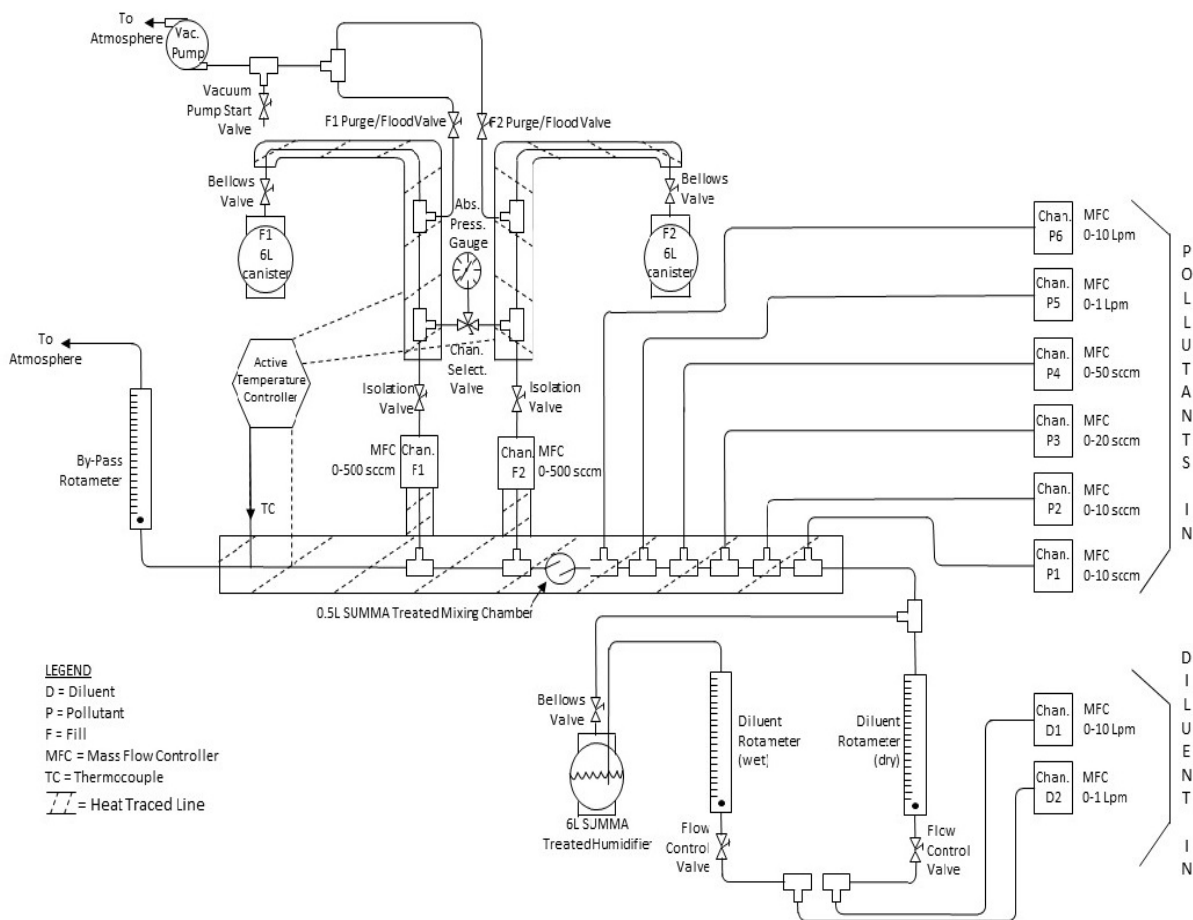 To
Atmosphere
Vac.
Pump
Vacuum
Pump Start
Valve
F1 Purge/Flood Valve
F2 Purge/Flood Valve
Bellows
Valve
F1
6L
canister
Abs.
Press.
Gauge
Bellows
Valve
F2
6L
canister
To
Atmosphere
Active
Temperature
Controller
Chan.
Select.
Valve
Isolation
Valve
Isolation
Valve
By-Pass
Rotameter
TC
MFC
0-500 sccm
Chan.
F1
Chan.
F2
MFC
0-500 sccm
0.5L SUMMA Treated Mixing Chamber
Chan.
P6
MFC
0-10 Lpm
Chan.
P5
MFC
0-1 Lpm
Chan.
P4
MFC
0-50 sccm
Chan.
P3
MFC
0-20 sccm
Chan.
P2
MFC
0-10 sccm
Chan.
P1
MFC
0-10 sccm
POLLUTANTS IN
LEGEND
D = Diluent
P = Pollutant
F = Fill
MFC = Mass Flow Controller
TC = Thermccouple
= Heat Traced Line
Bellows
Valve
6L SUMMA
Treated Humidifier
Diluent
Rotameter
(wet)
Diluent
Rotameter
(dry)
Flow
Control
Valve
Flow
Control
Valve
Chan.
D1
MFC
0-10 Lpm
Chan.
D2
MFC
0-1 Lpm
DILUENT IN